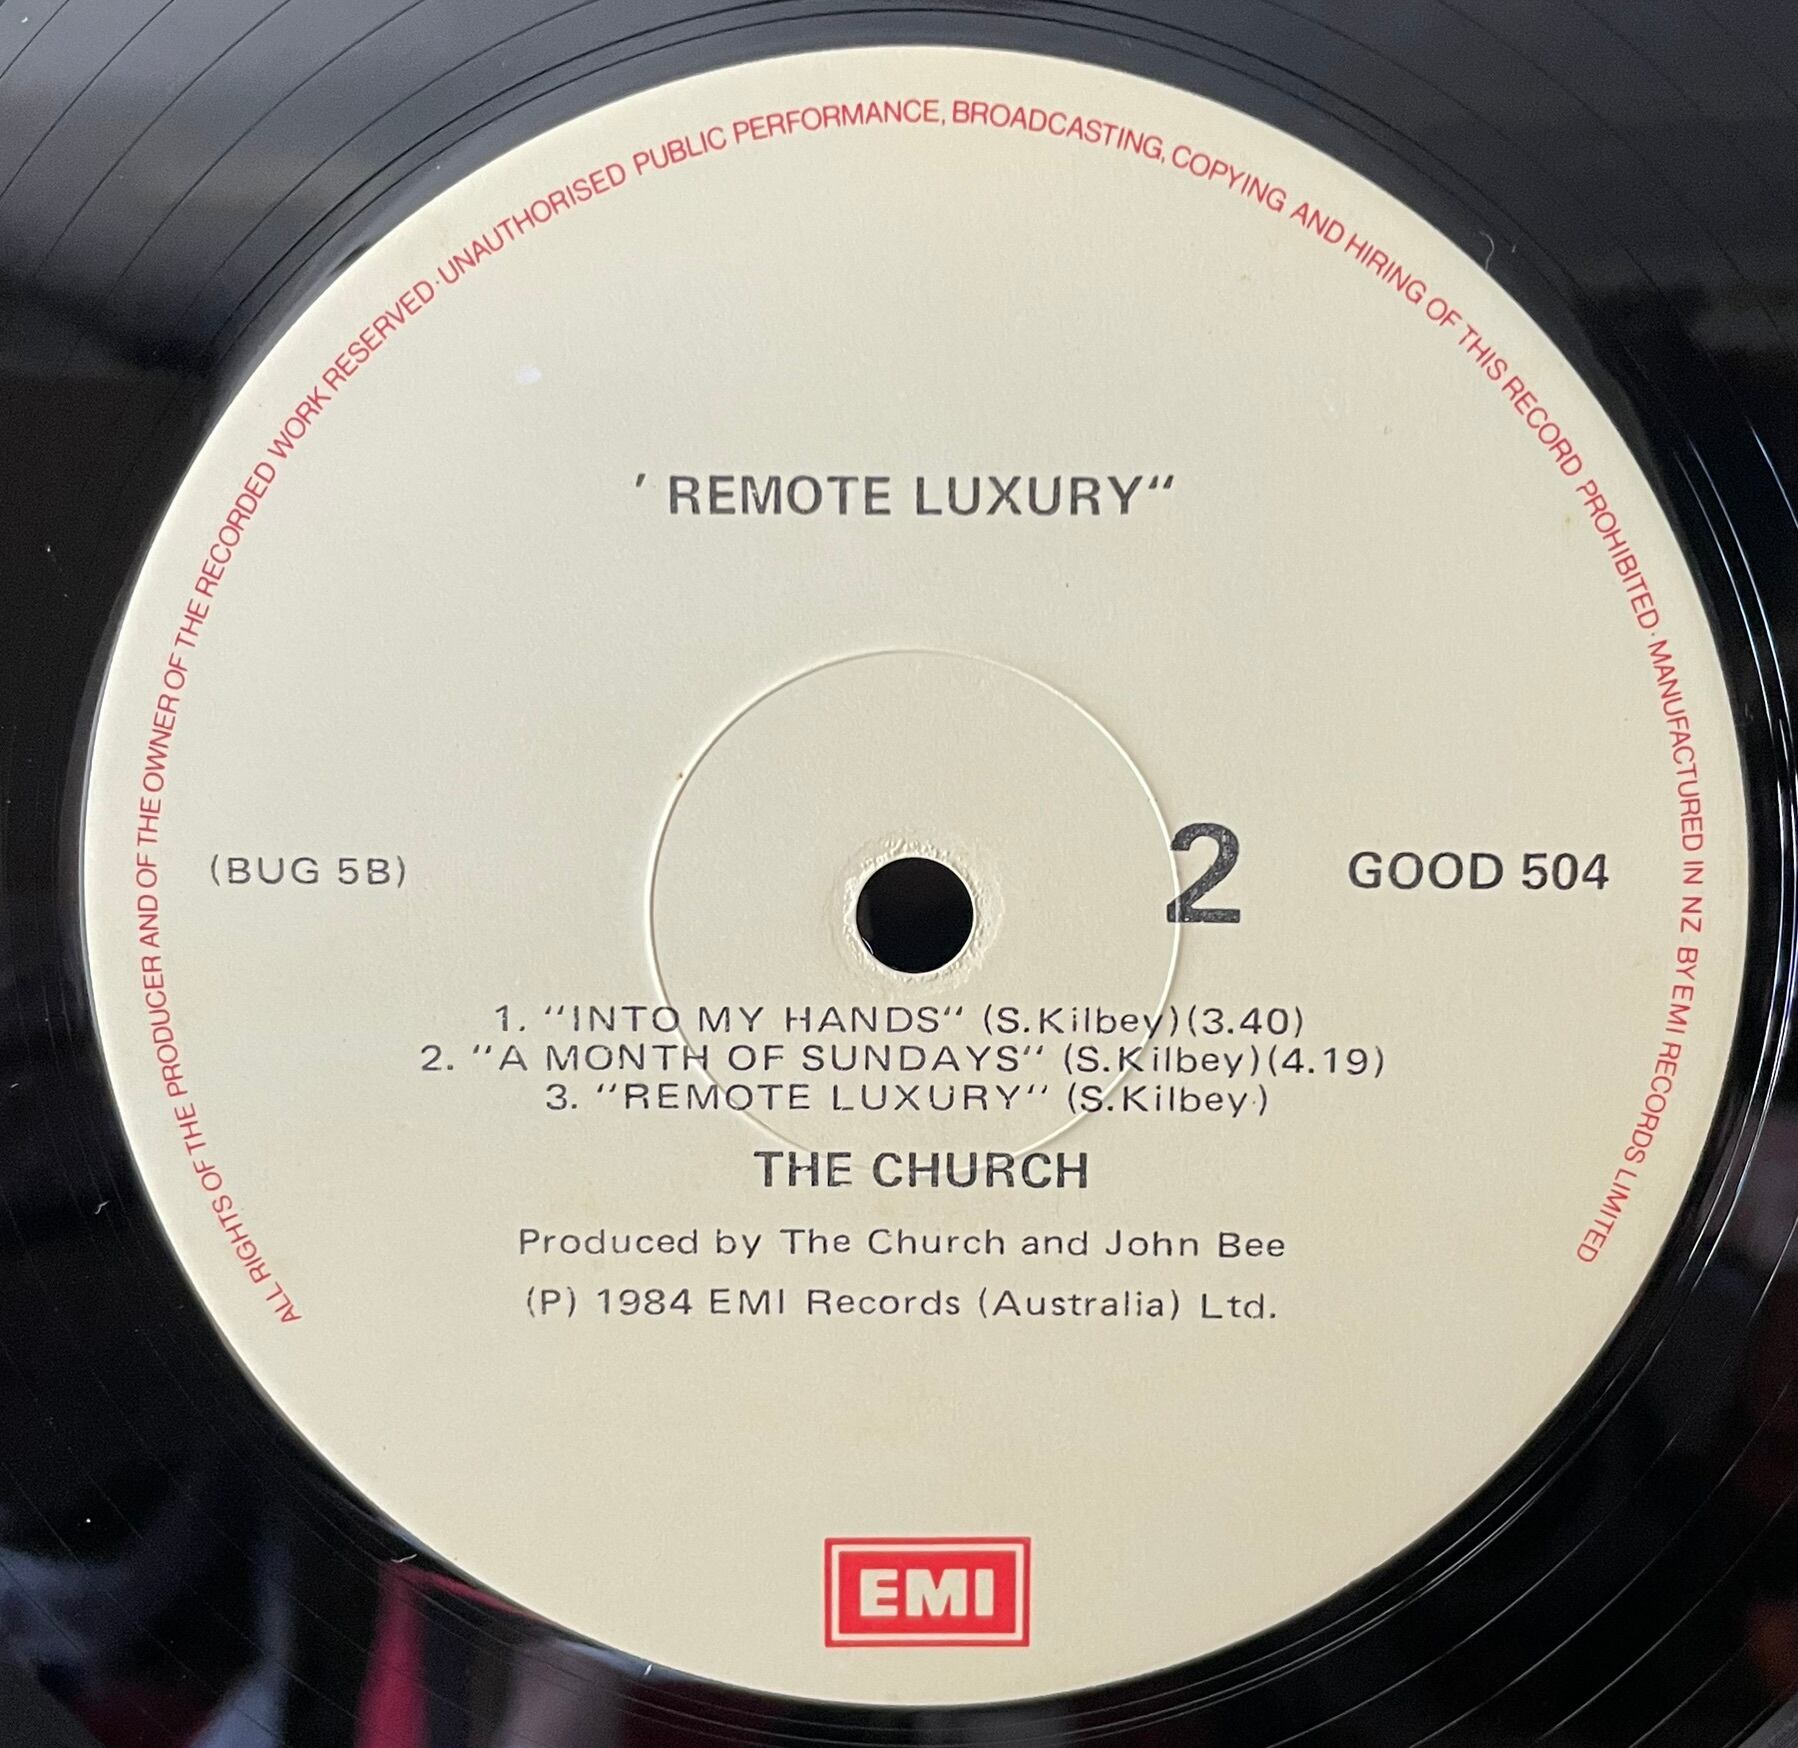 ALL RIGHTS OF THE PRODUCER AND OF THE OWNER OF THE RECORDED WORK RESERVED · UNAUTHORISED PUBLIC PERFORMANCE, BROADCASTING, COPYING AND HIRING OF THIS RECORD PROHIBITED · MANUFACTURED IN NZ BY EMI RECORDS LIMITED
' REMOTE LUXURY"
(BUG 5B)
2
GOOD 504
1. "INTO MY HANDS" (S.Kilbey)(3.40)
2. "A MONTH OF SUNDAYS" (S.Kilbey)(4.19)
3. "REMOTE LUXURY" (S.Kilbey)
THE CHURCH
Produced by The Church and John Bee
(P) 1984 EMI Records (Australia) Ltd.
EMI